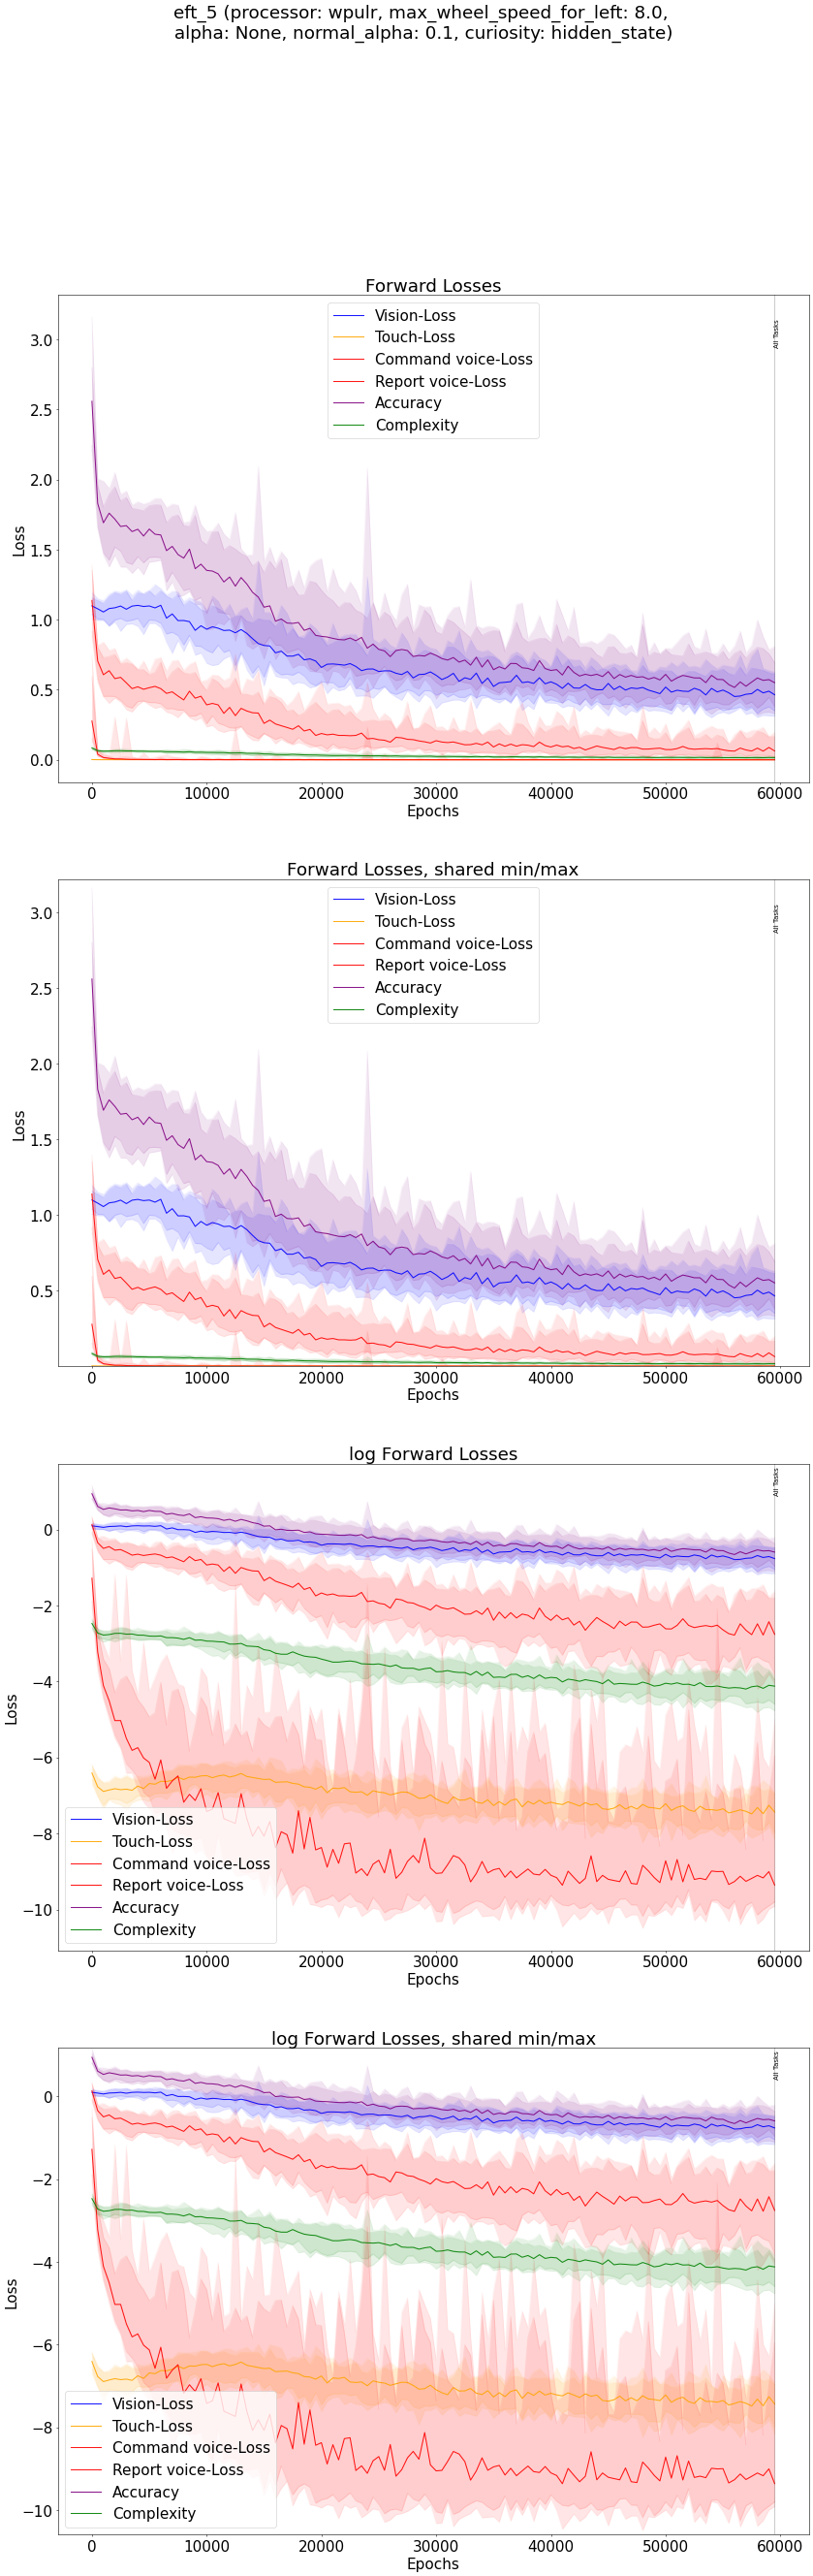 eft_5 (processor: wpulr, max_wheel_speed_for_left: 8.0,
alpha: None, normal_alpha: 0.1, curiosity: hidden_state)
Forward Losses
Vision-Loss
Touch-Loss
Command voice-Loss
Report voice-Loss
Accuracy
Complexity
All Tasks
3.0
2.5
2.0
1.5
1.0
0.5
0.0
Loss
0 10000 20000 30000 40000 50000 60000
Epochs
Forward Losses, shared min/max
Vision-Loss
Touch-Loss
Command voice-Loss
Report voice-Loss
Accuracy
Complexity
All Tasks
3.0
2.5
2.0
1.5
1.0
0.5
Loss
0 10000 20000 30000 40000 50000 60000
Epochs
log Forward Losses
All Tasks
0
−2
−4
−6
−8
−10
Loss
Vision-Loss
Touch-Loss
Command voice-Loss
Report voice-Loss
Accuracy
Complexity
0 10000 20000 30000 40000 50000 60000
Epochs
log Forward Losses, shared min/max
All Tasks
0
−2
−4
−6
−8
−10
Loss
Vision-Loss
Touch-Loss
Command voice-Loss
Report voice-Loss
Accuracy
Complexity
0 10000 20000 30000 40000 50000 60000
Epochs